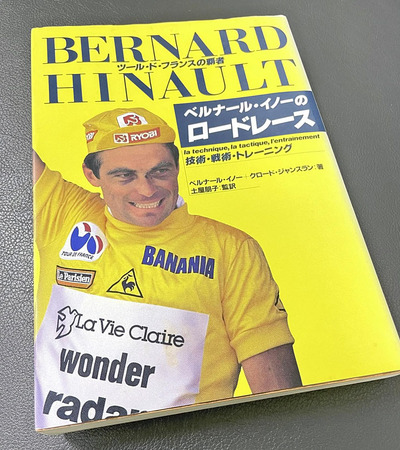 BERNARD
ツール・ド・フランスの覇者
HINAULT
ベルナール・イノーの
ロードレース
la technique, la tactique, l'entrainement
技術・戦術・トレーニング
ベルナール・イノー/クロード・ジャンスラン 著
土屋朋子 監訳
RYOBI
TOUR DE FRANCE
Le Parisien
BANANIA
La Vie Claire
wonder
radar